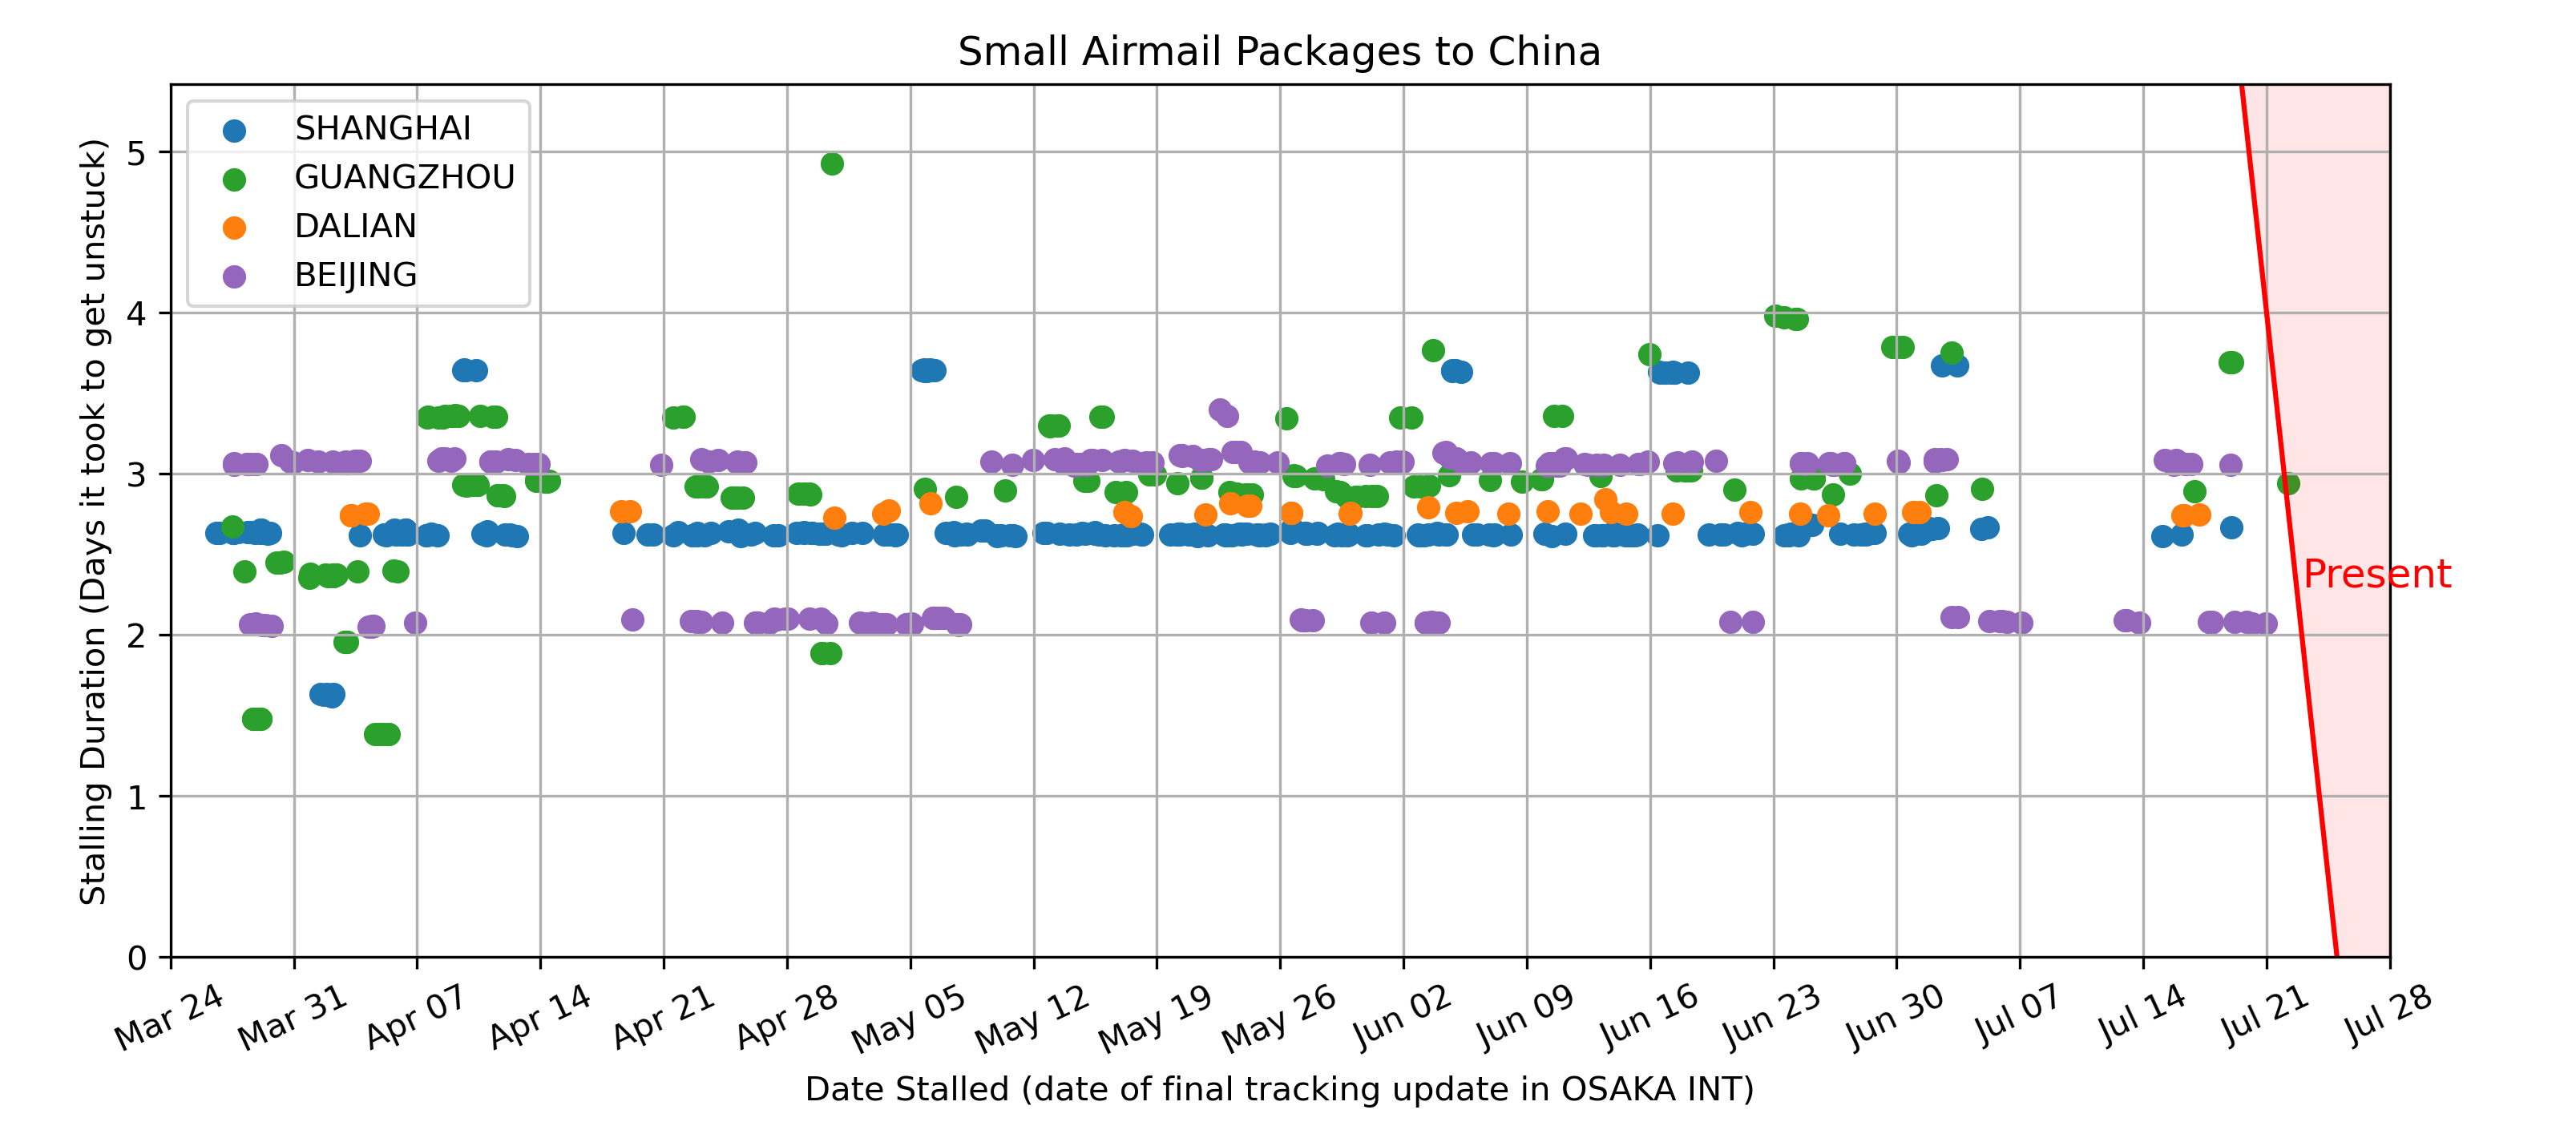 Small Airmail Packages to China
SHANGHAI
GUANGZHOU
DALIAN
BEIJING
Stalling Duration (Days it took to get unstuck)
5
4
3
2
1
0
Present
Mar 24
Mar 31
Apr 07
Apr 14
Apr 21
Apr 28
May 05
May 12
May 19
May 26
Jun 02
Jun 09
Jun 16
Jun 23
Jun 30
Jul 07
Jul 14
Jul 21
Jul 28
Date Stalled (date of final tracking update in OSAKA INT)